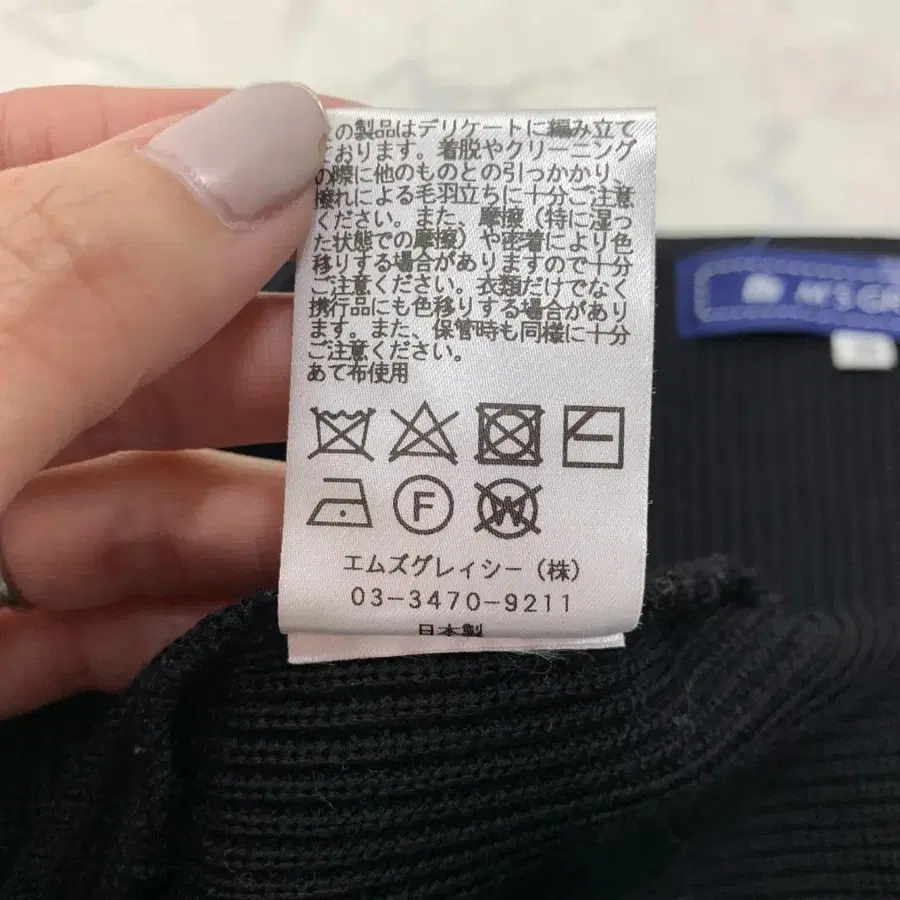 の製品はデリケートに編み立て
ております。着脱やクリーニング
の際に他のものとの引っかかり、
擦れによる毛羽立ちに十分ご注意
ください。また、摩擦（特に湿っ
た状態での摩擦）や密着により色
移りする場合がありますので十分
ご注意ください。衣類だけでなく
携行品にも色移りする場合があり
ます。また、保管時も同様に十分
ご注意ください。
あて布使用
F
W
エムズグレィシー（株）
03-3470-9211
日本製
M'S GR